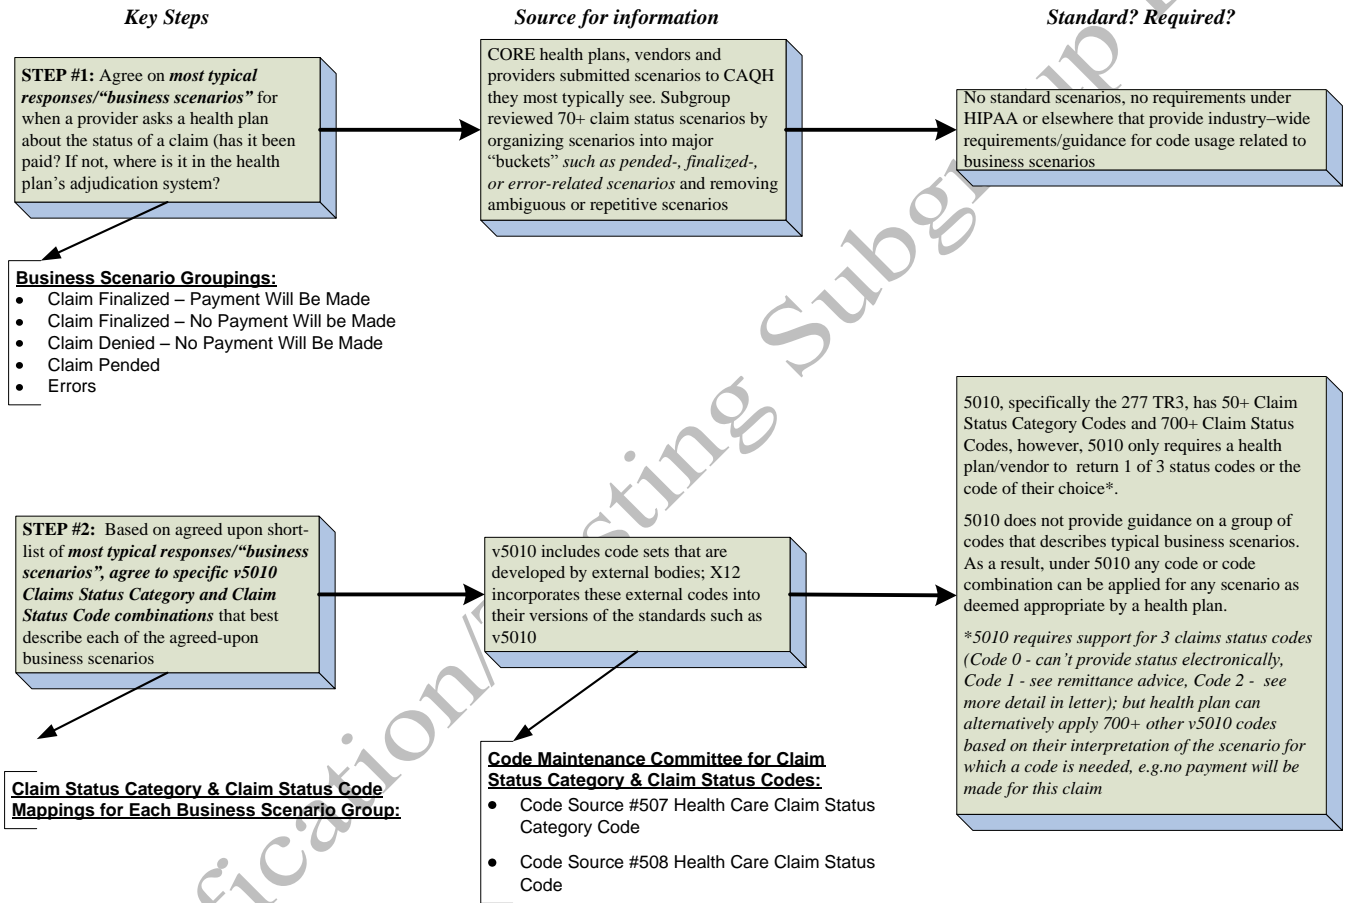 Key Steps
Source for information
Standard? Required?
STEP #1: Agree on most typical
responses/“business scenarios” for
when a provider asks a health plan
about the status of a claim (has it been
paid? If not, where is it in the health
plan’s adjudication system?
CORE health plans, vendors and
providers submitted scenarios to CAQH
they most typically see. Subgroup
reviewed 70+ claim status scenarios by
organizing scenarios into major
“buckets” such as pended-, finalized-,
or error-related scenarios and removing
ambiguous or repetitive scenarios
No standard scenarios, no requirements under
HIPAA or elsewhere that provide industry–wide
requirements/guidance for code usage related to
business scenarios
Business Scenario Groupings:
• Claim Finalized – Payment Will Be Made
• Claim Finalized – No Payment Will be Made
• Claim Denied – No Payment Will Be Made
• Claim Pended
• Errors
STEP #2: Based on agreed upon short-
list of most typical responses/“business
scenarios”, agree to specific v5010
Claims Status Category and Claim
Status Code combinations that best
describe each of the agreed-upon
business scenarios
v5010 includes code sets that are
developed by external bodies; X12
incorporates these external codes into
their versions of the standards such as
v5010
5010, specifically the 277 TR3, has 50+ Claim
Status Category Codes and 700+ Claim Status
Codes, however, 5010 only requires a health
plan/vendor to return 1 of 3 status codes or the
code of their choice*.
5010 does not provide guidance on a group of
codes that describes typical business scenarios.
As a result, under 5010 any code or code
combination can be applied for any scenario as
deemed appropriate by a health plan.
*5010 requires support for 3 claims status codes
(Code 0 - can’t provide status electronically,
Code 1 - see remittance advice, Code 2 - see
more detail in letter); but health plan can
alternatively apply 700+ other v5010 codes
based on their interpretation of the scenario for
which a code is needed, e.g.no payment will be
made for this claim
Claim Status Category & Claim Status Code
Mappings for Each Business Scenario Group:
Code Maintenance Committee for Claim
Status Category & Claim Status Codes:
• Code Source #507 Health Care Claim Status
Category Code
• Code Source #508 Health Care Claim Status
Code